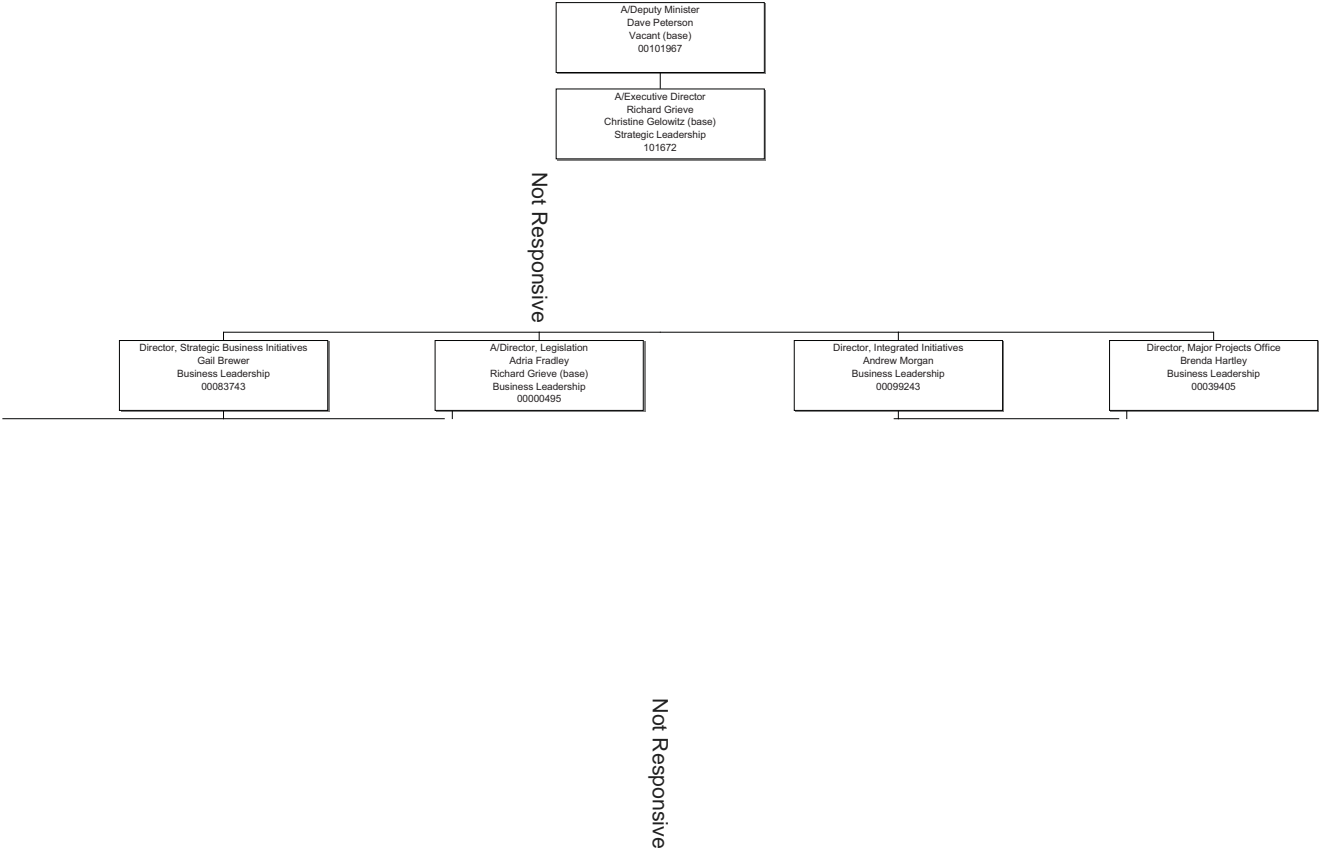 A/Deputy Minister
Dave Peterson
Vacant (base)
00101967
A/Executive Director
Richard Grieve
Christine Gelowitz (base)
Strategic Leadership
101672
Not Responsive
Director, Strategic Business Initiatives
Gail Brewer
Business Leadership
00083743
A/Director, Legislation
Adria Fradley
Richard Grieve (base)
Business Leadership
00000495
Director, Integrated Initiatives
Andrew Morgan
Business Leadership
00099243
Director, Major Projects Office
Brenda Hartley
Business Leadership
00039405
Not Responsive